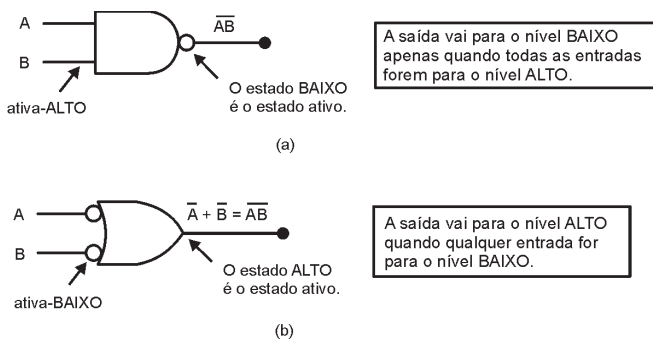 A
B
ativa-ALTO
A̅B̅
O estado BAIXO
é o estado ativo.
A saída vai para o nível BAIXO
apenas quando todas as entradas
forem para o nível ALTO.
(a)
A
B
ativa-BAIXO
A̅ + B̅ = A̅B̅
O estado ALTO
é o estado ativo.
A saída vai para o nível ALTO
quando qualquer entrada for
para o nível BAIXO.
(b)